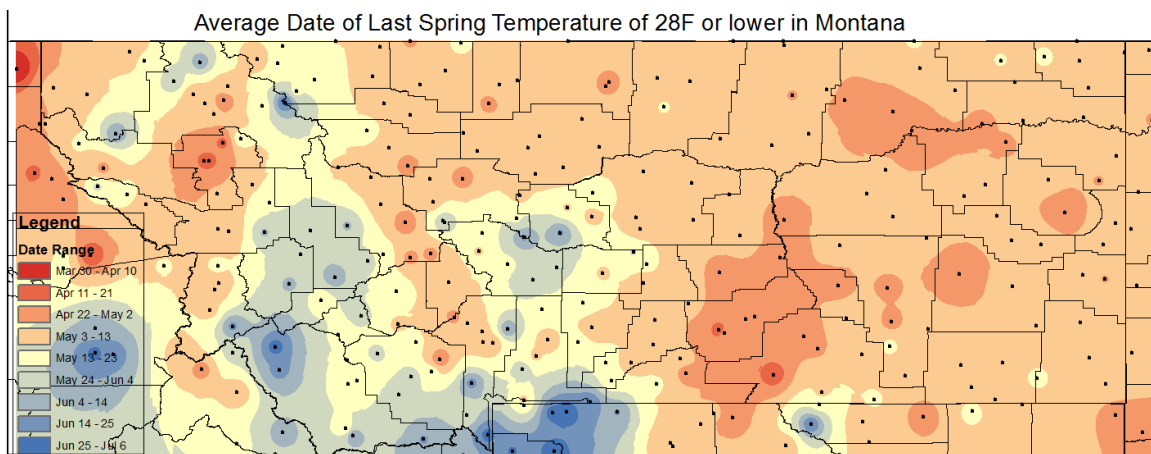 Average Date of Last Spring Temperature of 28F or lower in Montana
Legend
Date Range
Mar 30 - Apr 10
Apr 11 - 21
Apr 22 - May 2
May 3 - 13
May 13 - 23
May 24 - Jun 4
Jun 4 - 14
Jun 14 - 25
Jun 25 - Jul 6